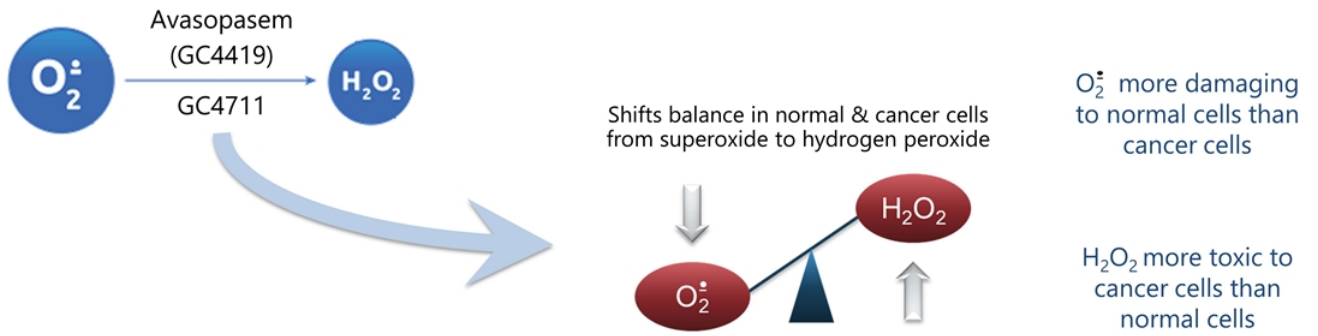 Avasopasem
(GC4419)
O₂•̄
H₂O₂
GC4711
Shifts balance in normal & cancer cells
from superoxide to hydrogen peroxide
H₂O₂
O₂•̄
O₂•̄ more damaging
to normal cells than
cancer cells
H₂O₂ more toxic to
cancer cells than
normal cells